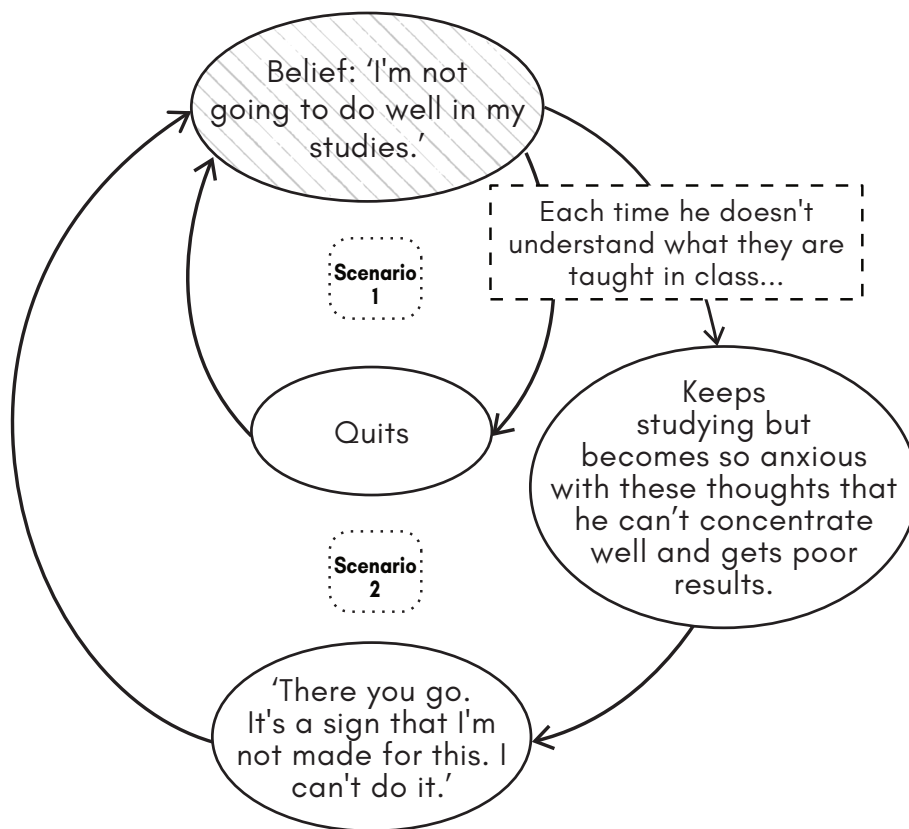 Belief: ‘I'm not
going to do well in my
studies.’
Each time he doesn't
understand what they are
taught in class...
Scenario
1
Quits
Keeps
studying but
becomes so anxious
with these thoughts that
he can’t concentrate
well and gets poor
results.
Scenario
2
‘There you go.
It's a sign that I'm
not made for this. I
can't do it.’